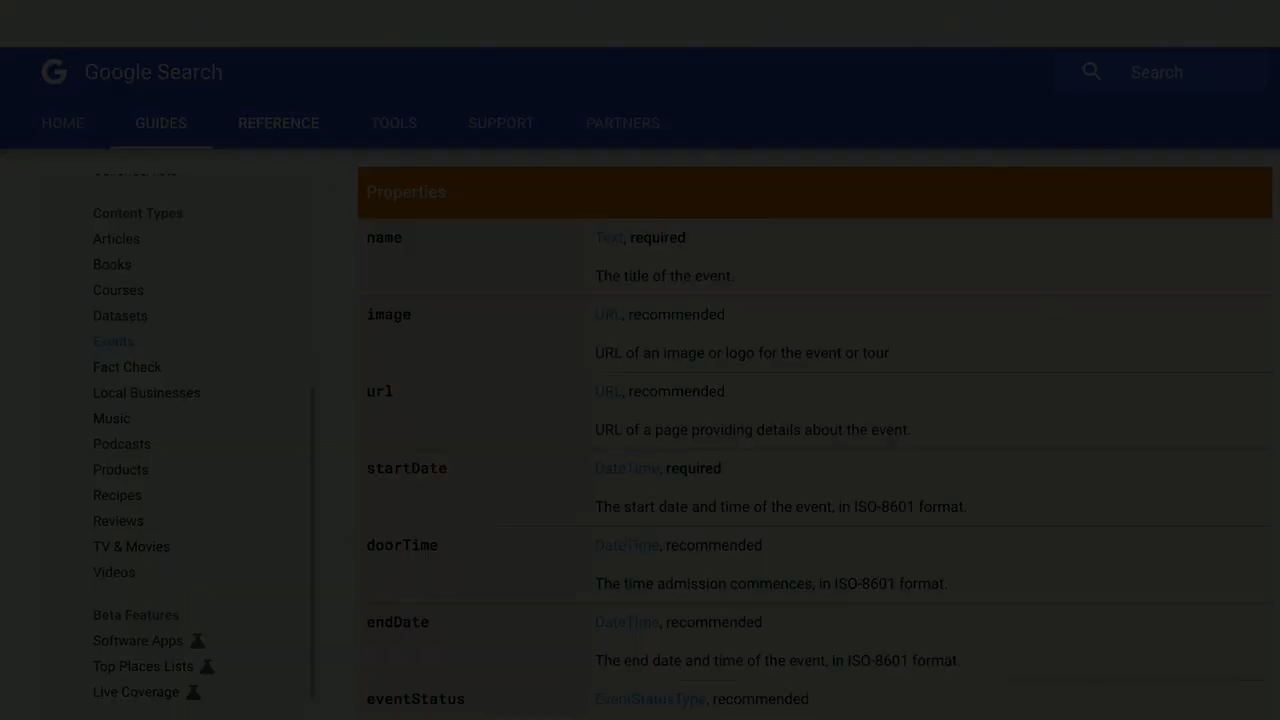 Google Search
Search
HOME GUIDES REFERENCE TOOLS SUPPORT PARTNERS
Content Types
Articles
Books
Courses
Datasets
Events
Fact Check
Local Businesses
Music
Podcasts
Products
Recipes
Reviews
TV & Movies
Videos
Beta Features
Software Apps
Top Places Lists
Live Coverage
Properties
name Text, required
The title of the event.
image URL, recommended
URL of an image or logo for the event or tour
url URL, recommended
URL of a page providing details about the event.
startDate DateTime, required
The start date and time of the event, in ISO-8601 format.
doorTime DateTime, recommended
The time admission commences, in ISO-8601 format.
endDate DateTime, recommended
The end date and time of the event, in ISO-8601 format.
eventStatus EventStatusType, recommended